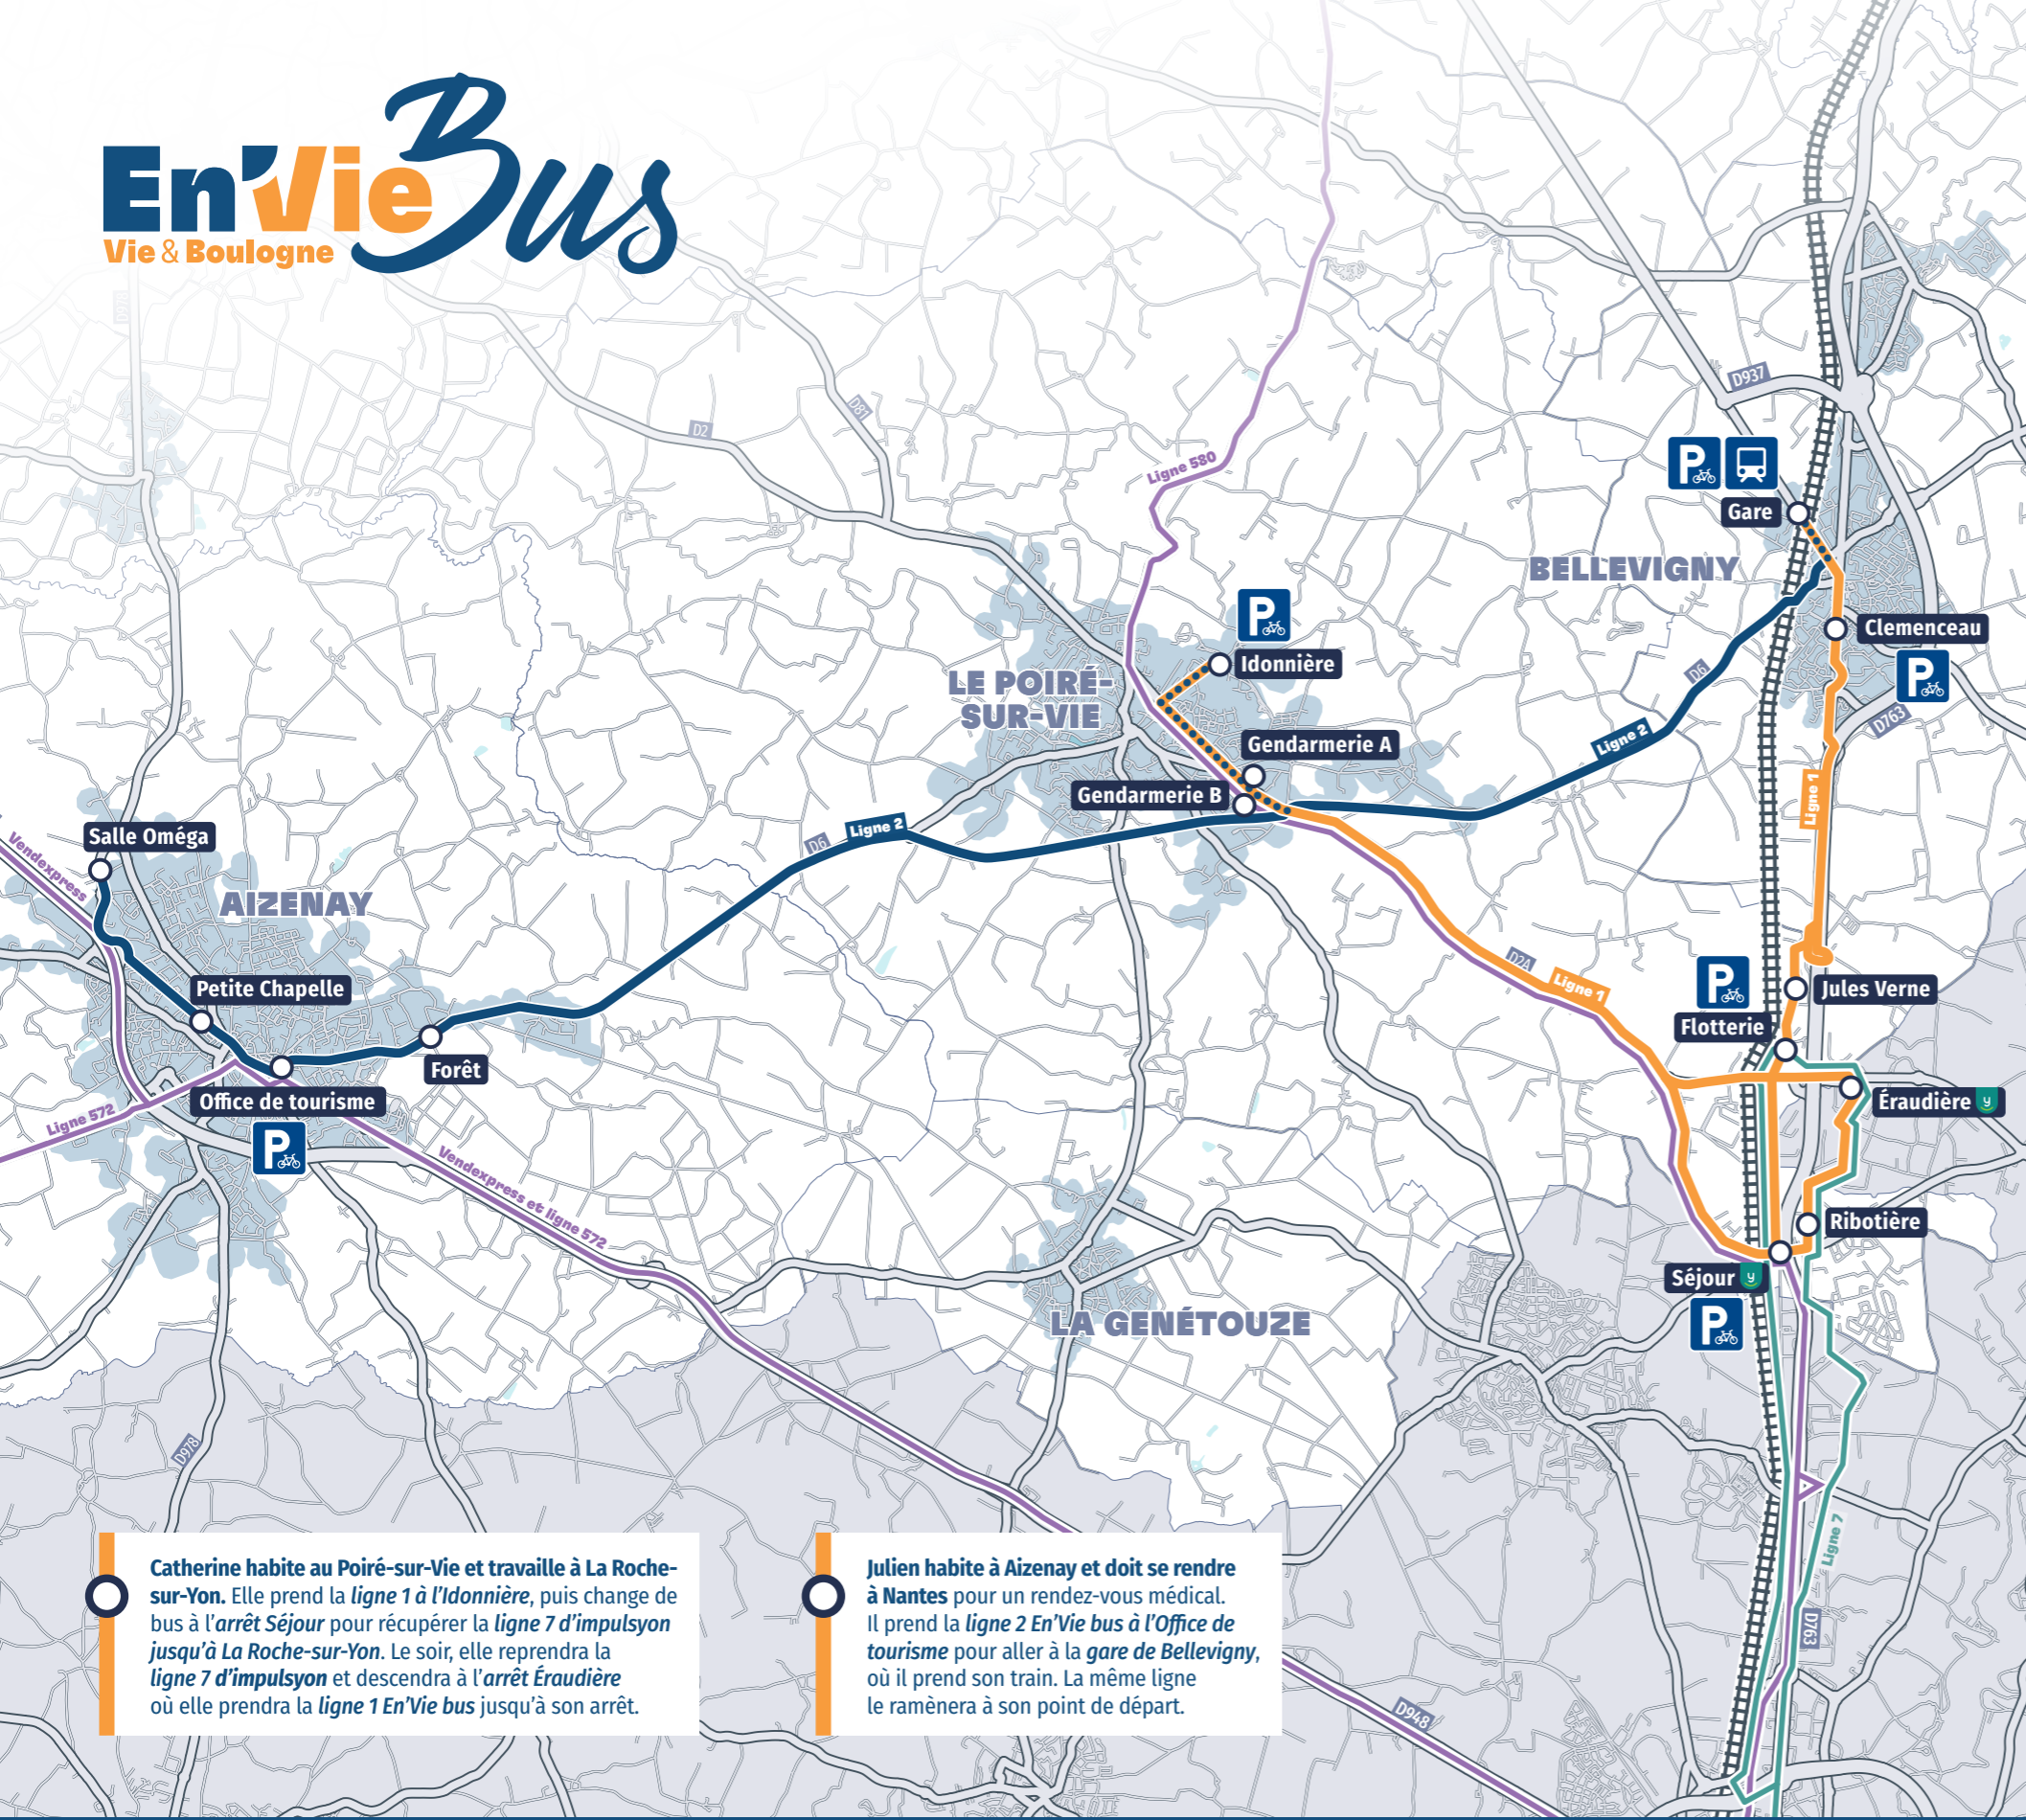 En'Vie Bus
Vie & Boulogne
D978
D81
D2
Ligne 580
D937
P
P
Gare
BELLEVIGNY
Clemenceau
P
D6
D763
Ligne 2
Ligne 1
P
Idonnière
LE POIRÉ-
SUR-VIE
Gendarmerie A
Gendarmerie B
Ligne 2
D6
Salle Oméga
Vendexpress
AIZENAY
Petite Chapelle
Forêt
Office de tourisme
P
Ligne 572
Vendexpress et ligne 572
D2A
Ligne 1
P
Jules Verne
Flotterie
Éraudière y
Ribotière
Séjour y
P
LA GENÉTOUZE
D978
Ligne 7
D763
D948
Catherine habite au Poiré-sur-Vie et travaille à La Roche-
sur-Yon. Elle prend la ligne 1 à l'Idonnière, puis change de
bus à l'arrêt Séjour pour récupérer la ligne 7 d'impulsyon
jusqu'à La Roche-sur-Yon. Le soir, elle reprendra la
ligne 7 d'impulsyon et descendra à l'arrêt Éraudière
où elle prendra la ligne 1 En'Vie bus jusqu'à son arrêt.
Julien habite à Aizenay et doit se rendre
à Nantes pour un rendez-vous médical.
Il prend la ligne 2 En'Vie bus à l'Office de
tourisme pour aller à la gare de Bellevigny,
où il prend son train. La même ligne
le ramènera à son point de départ.